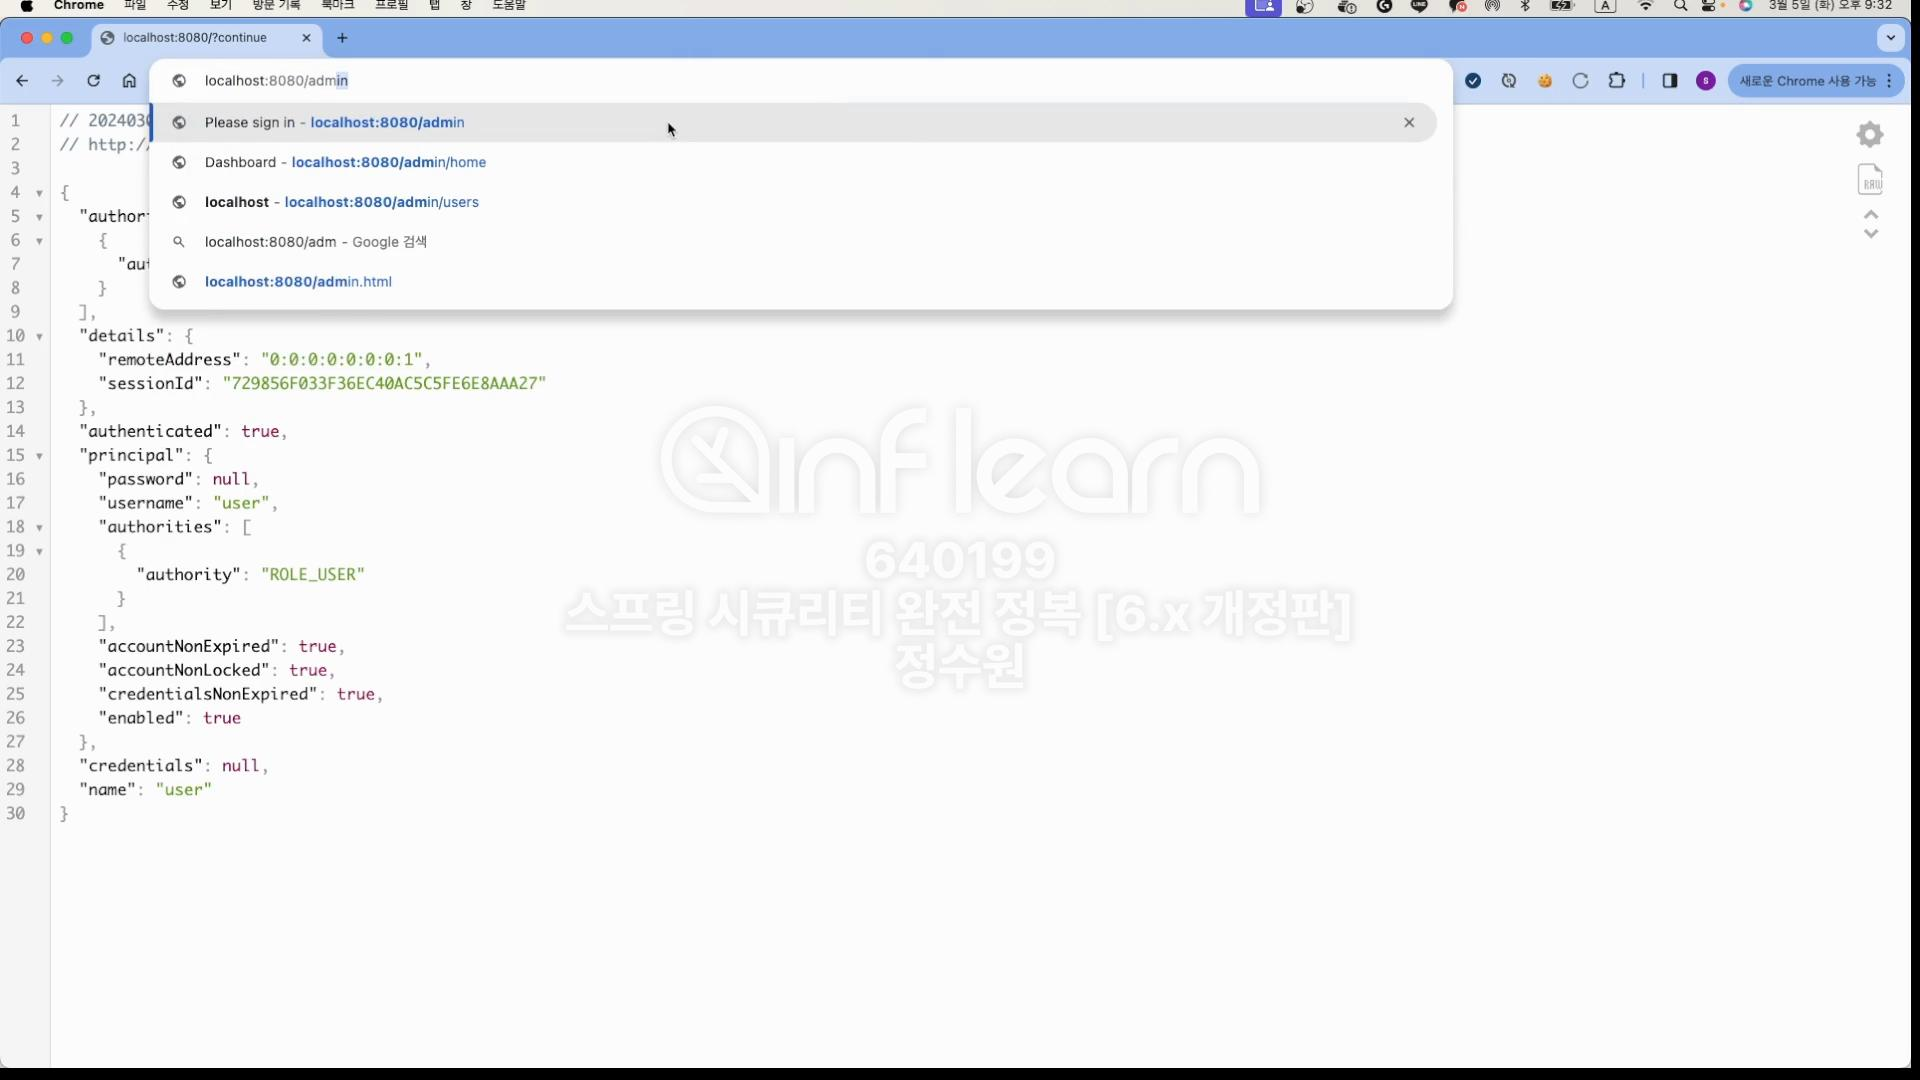 Chrome 파일 수정 보기 방문 기록 북마크 프로필 탭 창 도움말 A 3월 5일 (화) 오후 9:32
localhost:8080/?continue
localhost:8080/admin
새로운 Chrome 사용 가능
Please sign in - localhost:8080/admin
Dashboard - localhost:8080/admin/home
localhost - localhost:8080/admin/users
localhost:8080/adm - Google 검색
localhost:8080/admin.html
RAW
1 // 202403
2 // http:/
3
4 {
5 "author
6 {
7 "aut
8 }
9 ],
10 "details": {
11 "remoteAddress": "0:0:0:0:0:0:0:1",
12 "sessionId": "729856F033F36EC40AC5C5FE6E8AAA27"
13 },
14 "authenticated": true,
15 "principal": {
16 "password": null,
17 "username": "user",
18 "authorities": [
19 {
20 "authority": "ROLE_USER"
21 }
22 ],
23 "accountNonExpired": true,
24 "accountNonLocked": true,
25 "credentialsNonExpired": true,
26 "enabled": true
27 },
28 "credentials": null,
29 "name": "user"
30 }
inflearn
640199
스프링 시큐리티 완전 정복 [6.x 개정판]
정수원